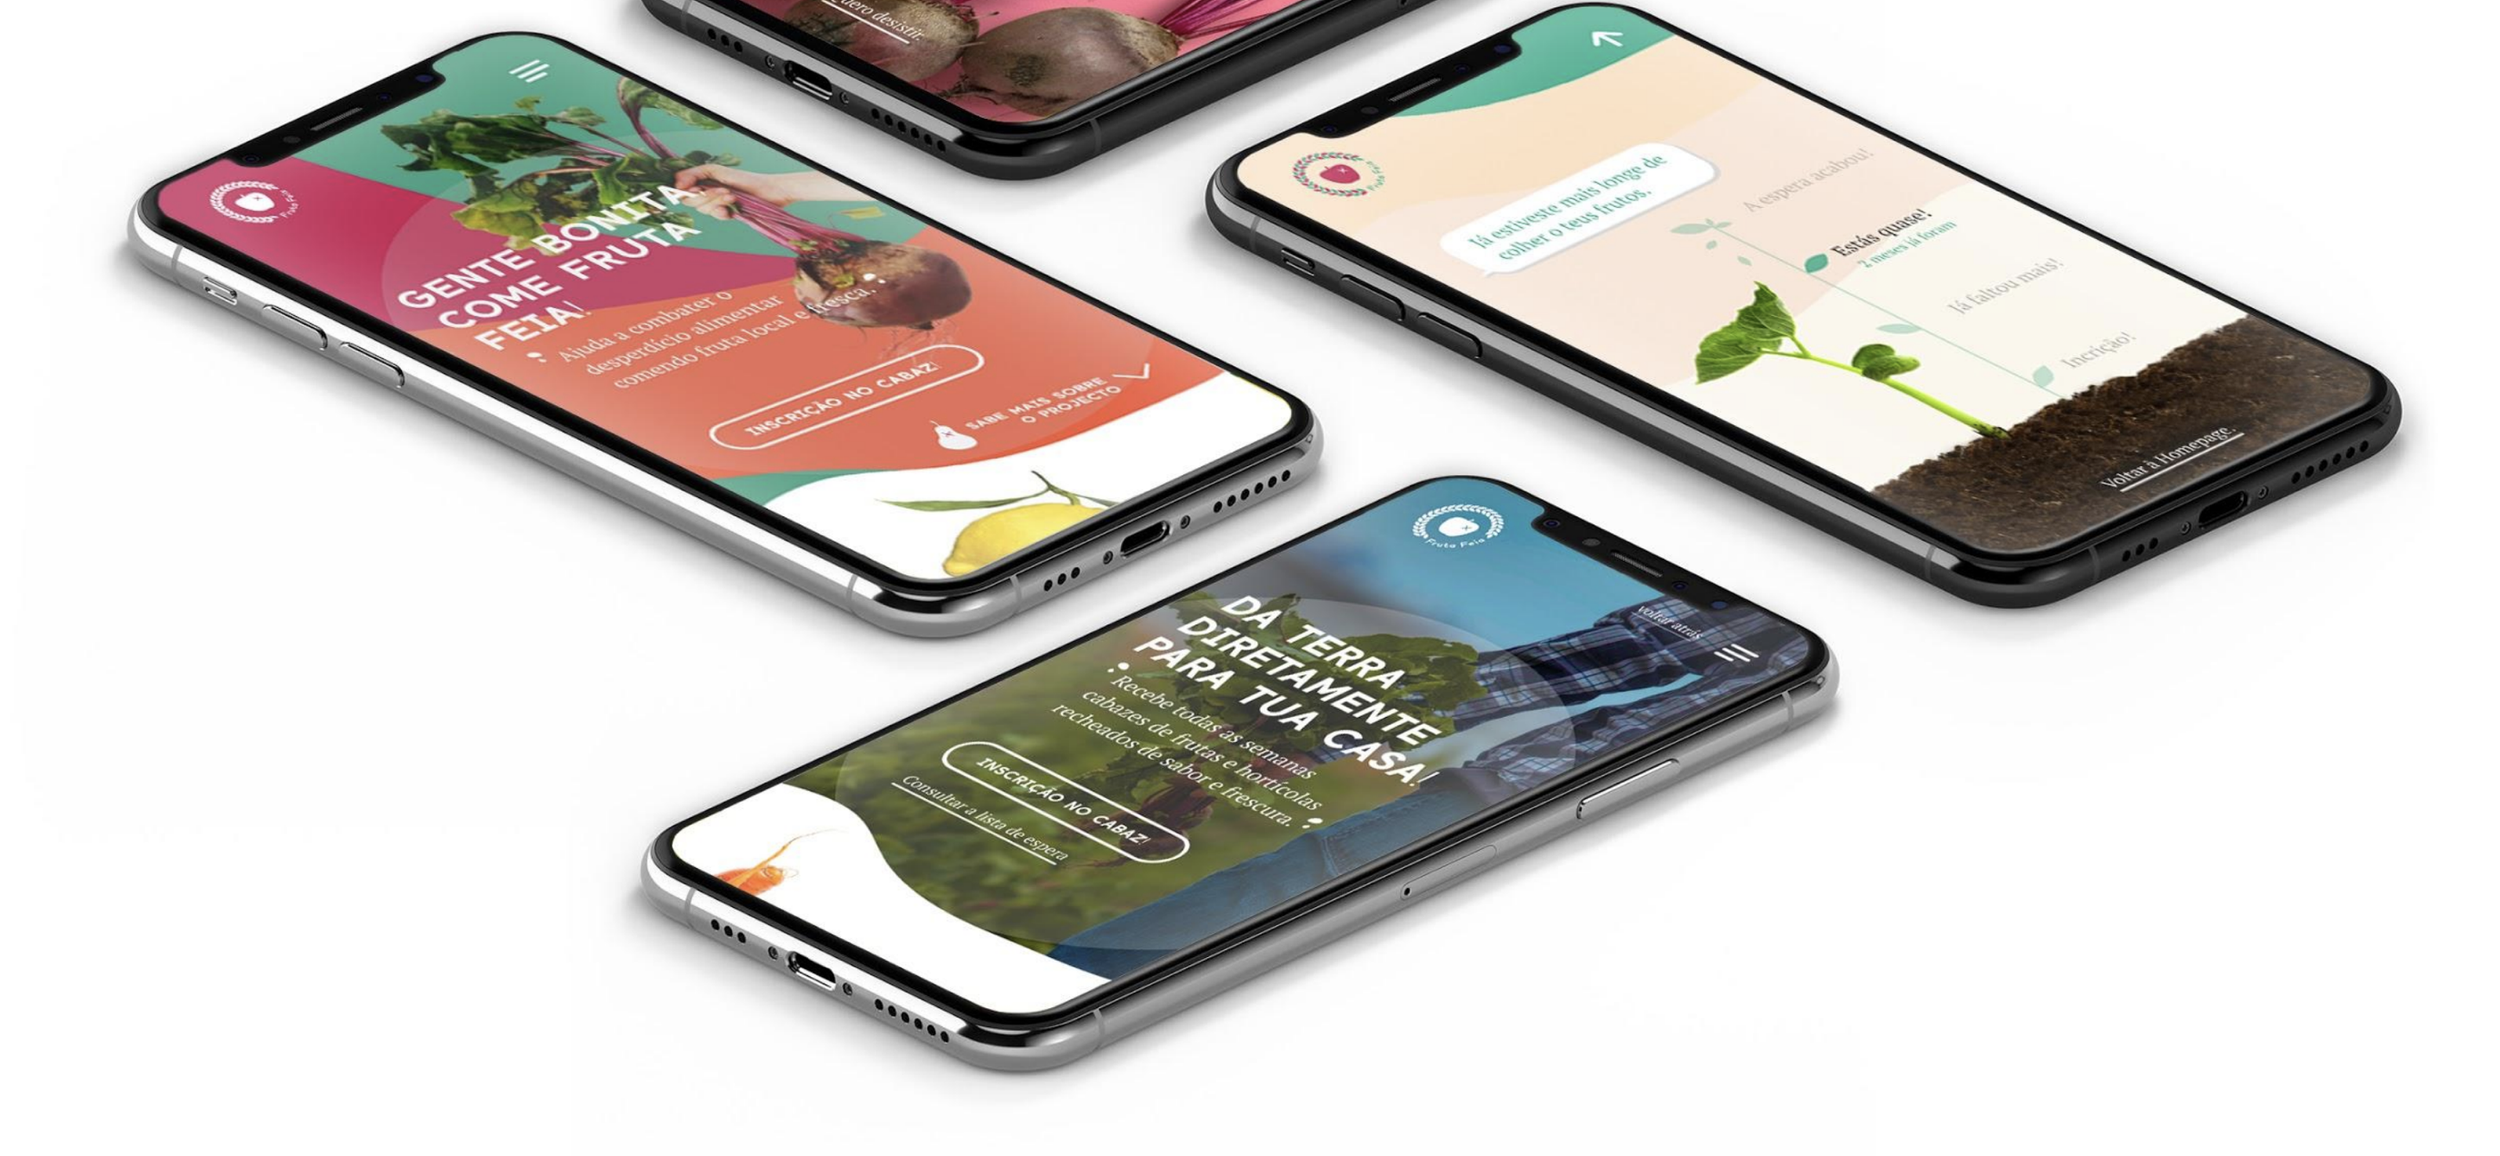 quero desistir.
Fruta Feia
GENTE BONITA
COME FRUTA
FEIA!
Ajuda a combater o
desperdício alimentar
comendo fruta local e fresca.
INSCRIÇÃO NO CABAZ!
SABE MAIS SOBRE
O PROJECTO
Fruta Feia
Já estiveste mais longe de
colher o teus frutos.
A espera acabou!
Estás quase!
2 meses já foram
Já faltou mais!
Incrição!
Voltar à Homepage.
Fruta Feia
voltar atrás
DA TERRA
DIRETAMENTE
PARA TUA CASA!
Recebe todas as semanas
cabazes de frutas e hortícolas
recheados de sabor e frescura.
INSCRIÇÃO NO CABAZ!
Consultar a lista de espera